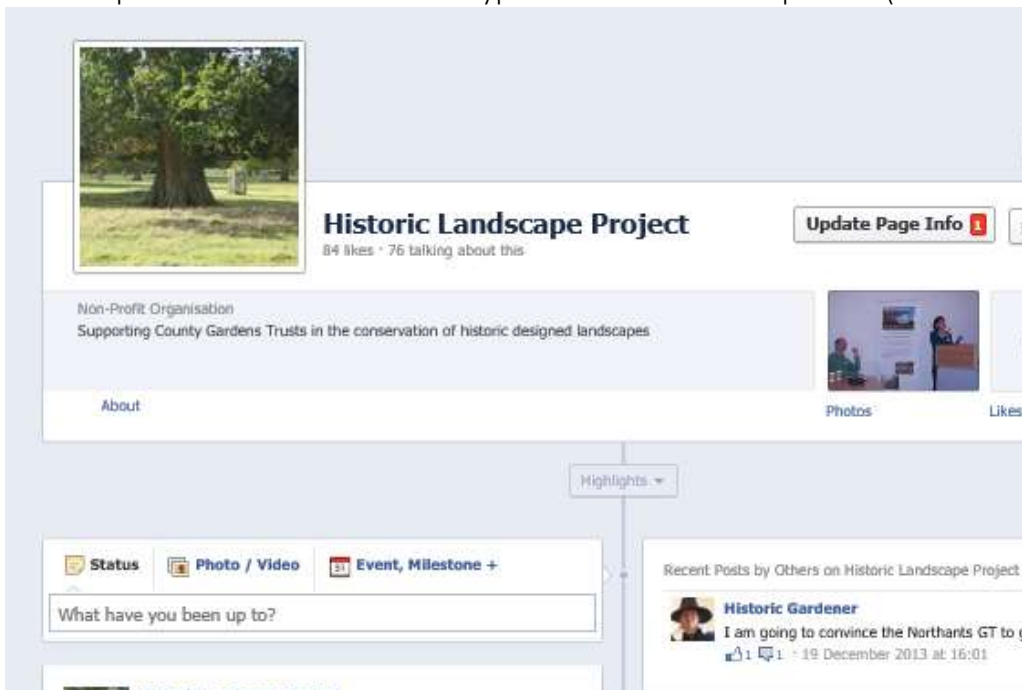 Historic Landscape Project
84 likes · 76 talking about this
Update Page Info 1
Non-Profit Organisation
Supporting County Gardens Trusts in the conservation of historic designed landscapes
About
Photos
Likes
Highlights
Status
Photo / Video
31
Event, Milestone +
What have you been up to?
Recent Posts by Others on Historic Landscape Project
Historic Gardener
I am going to convince the Northants GT to
1 1 · 19 December 2013 at 16:01